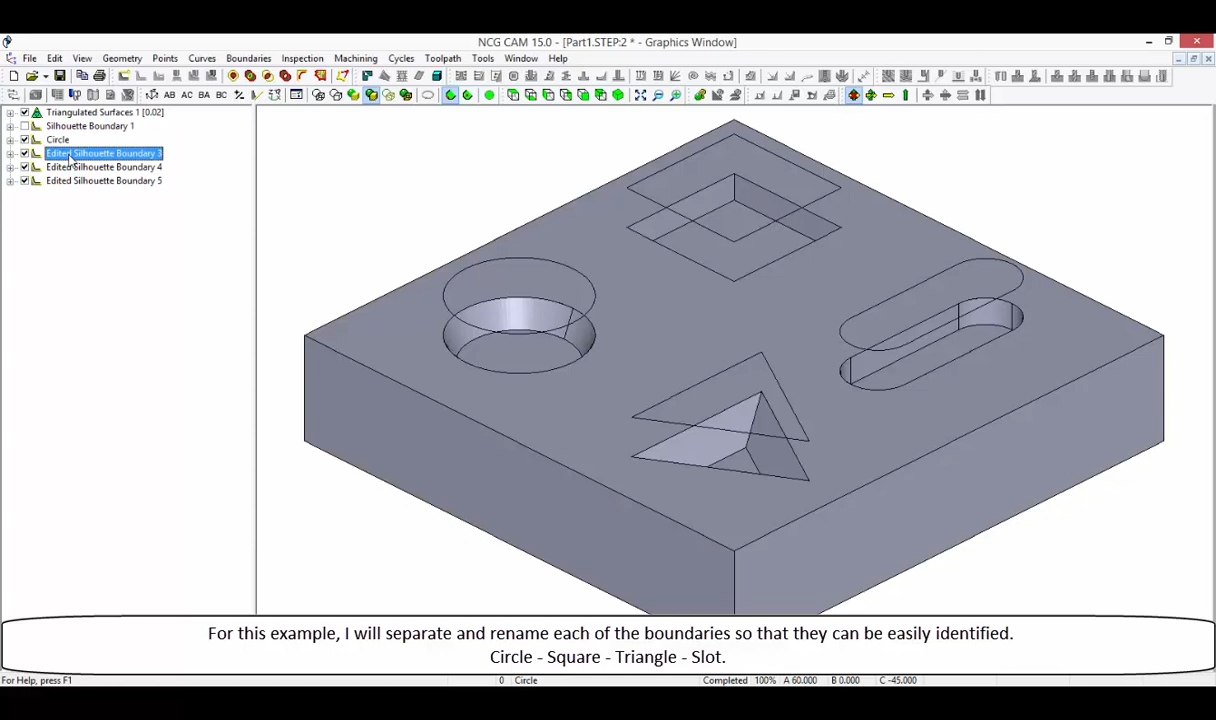 NCG CAM 15.0 - [Part1.STEP:2 * - Graphics Window]
File Edit View Geometry Points Curves Boundaries Inspection Machining Cycles Toolpath Tools Window Help
AB AC BA BC
Triangulated Surfaces 1 [0.02]
Silhouette Boundary 1
Circle
Edited Silhouette Boundary 3
Edited Silhouette Boundary 4
Edited Silhouette Boundary 5
For this example, I will separate and rename each of the boundaries so that they can be easily identified.
Circle - Square - Triangle - Slot.
For Help, press F1 0 Circle Completed 100% A 60.000 B 0.000 C -45.000